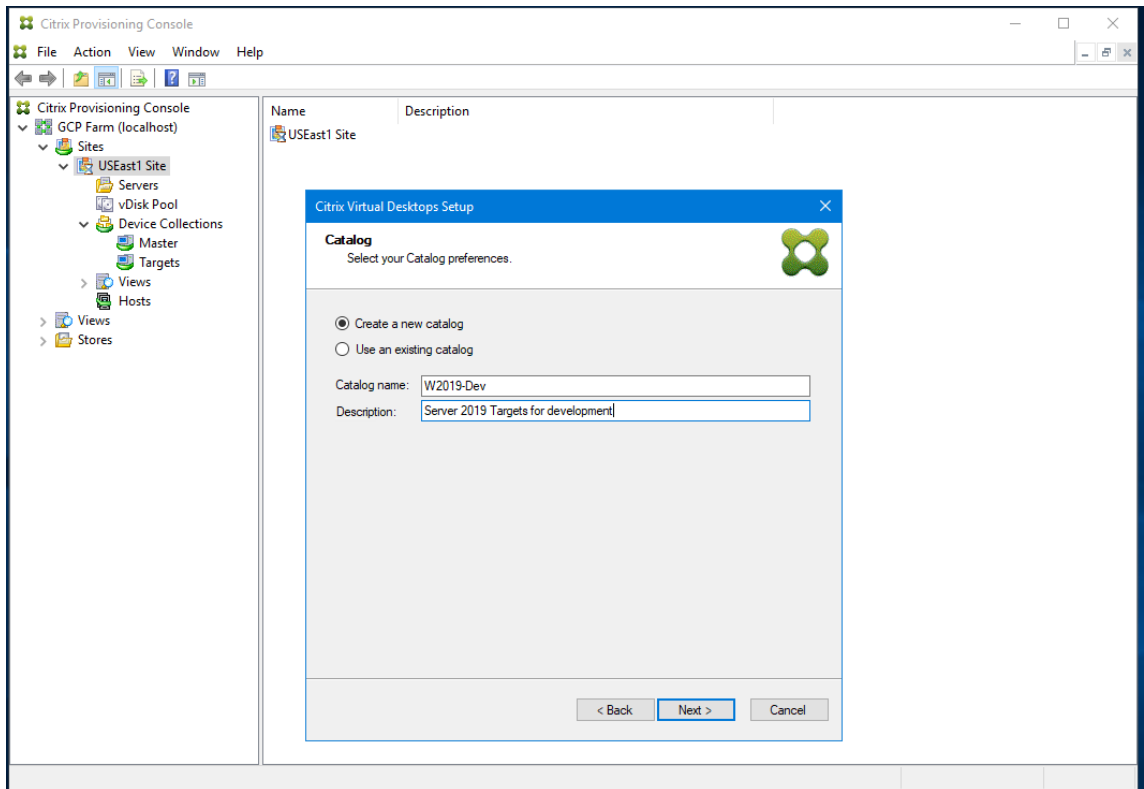 Citrix Provisioning Console
File Action View Window Help
Citrix Provisioning Console
GCP Farm (localhost)
Sites
USEast1 Site
Servers
vDisk Pool
Device Collections
Master
Targets
Views
Hosts
Views
Stores
Name Description
USEast1 Site
Citrix Virtual Desktops Setup
Catalog
Select your Catalog preferences.
Create a new catalog
Use an existing catalog
Catalog name: W2019-Dev
Description: Server 2019 Targets for development
< Back Next > Cancel